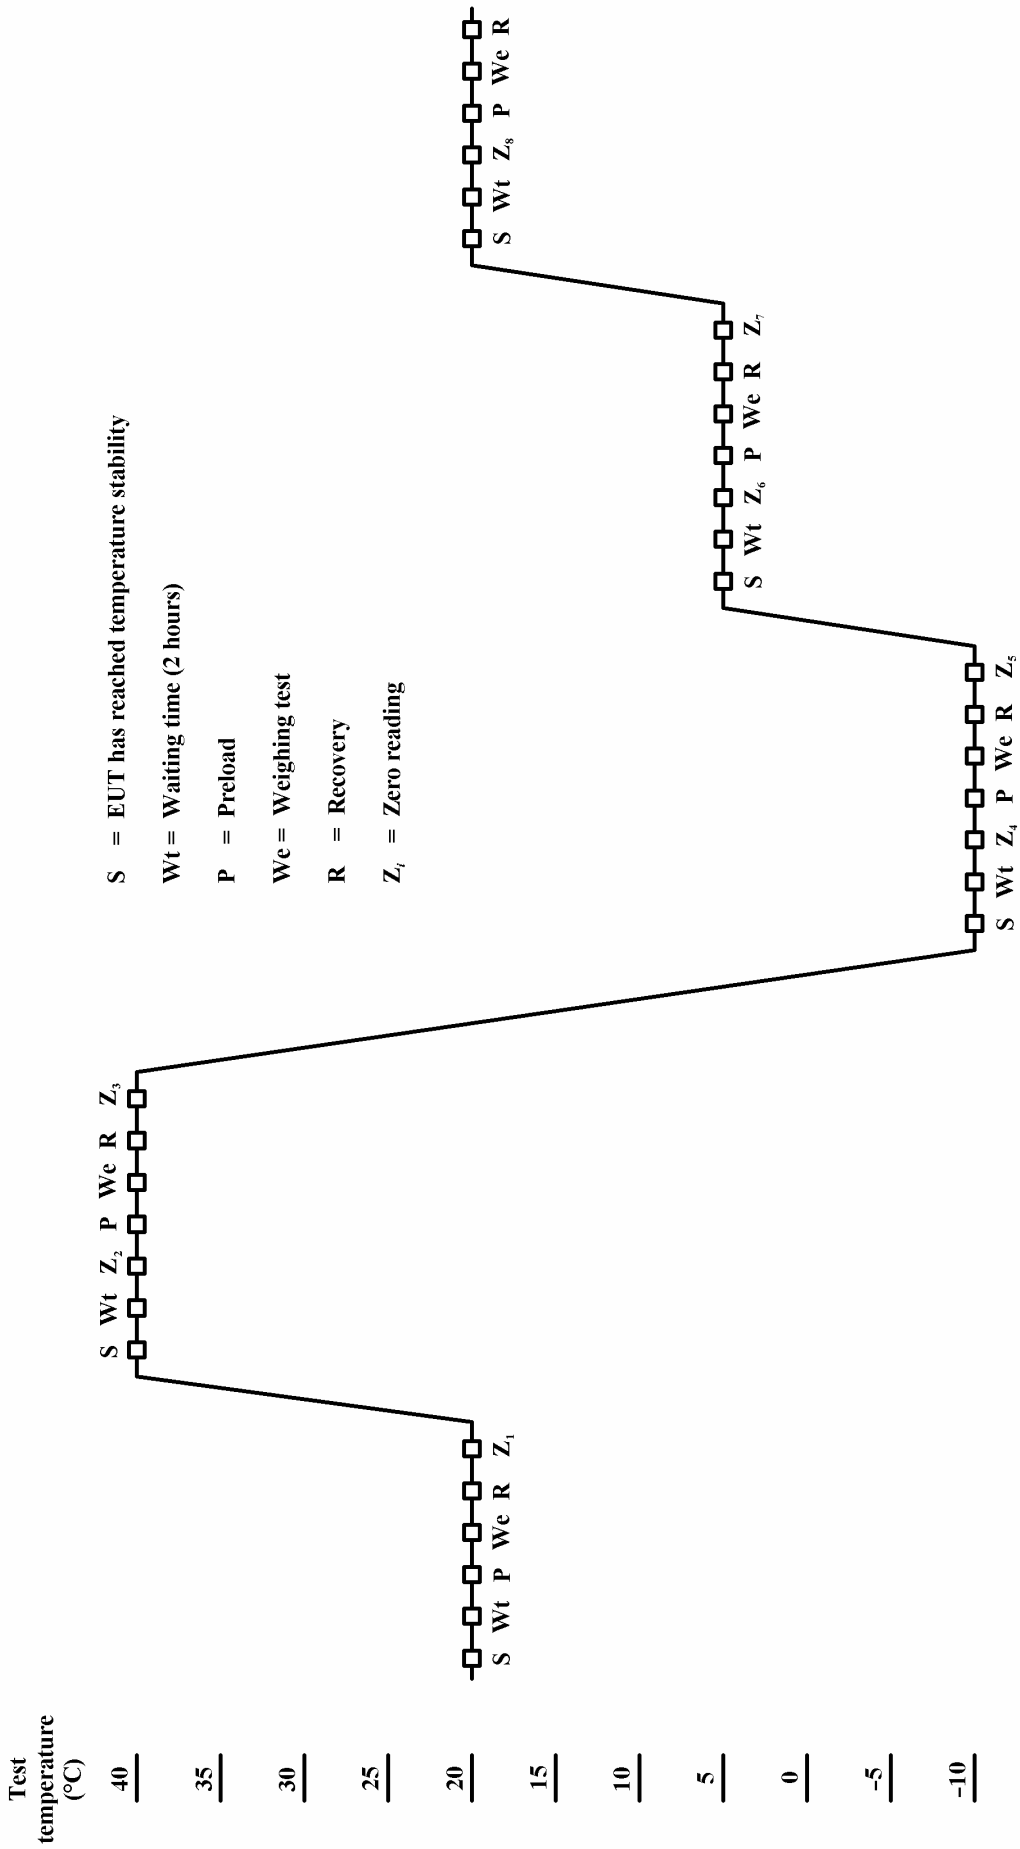 Test
temperature
(°C)
40
35
30
25
20
15
10
5
0
-5
-10
S = EUT has reached temperature stability
Wt = Waiting time (2 hours)
P = Preload
We = Weighing test
R = Recovery
Zi = Zero reading
S Wt P We R Z1
S Wt Z2 P We R Z3
S Wt Z4 P We R Z5
S Wt Z6 P We R Z7
S Wt Z8 P We R